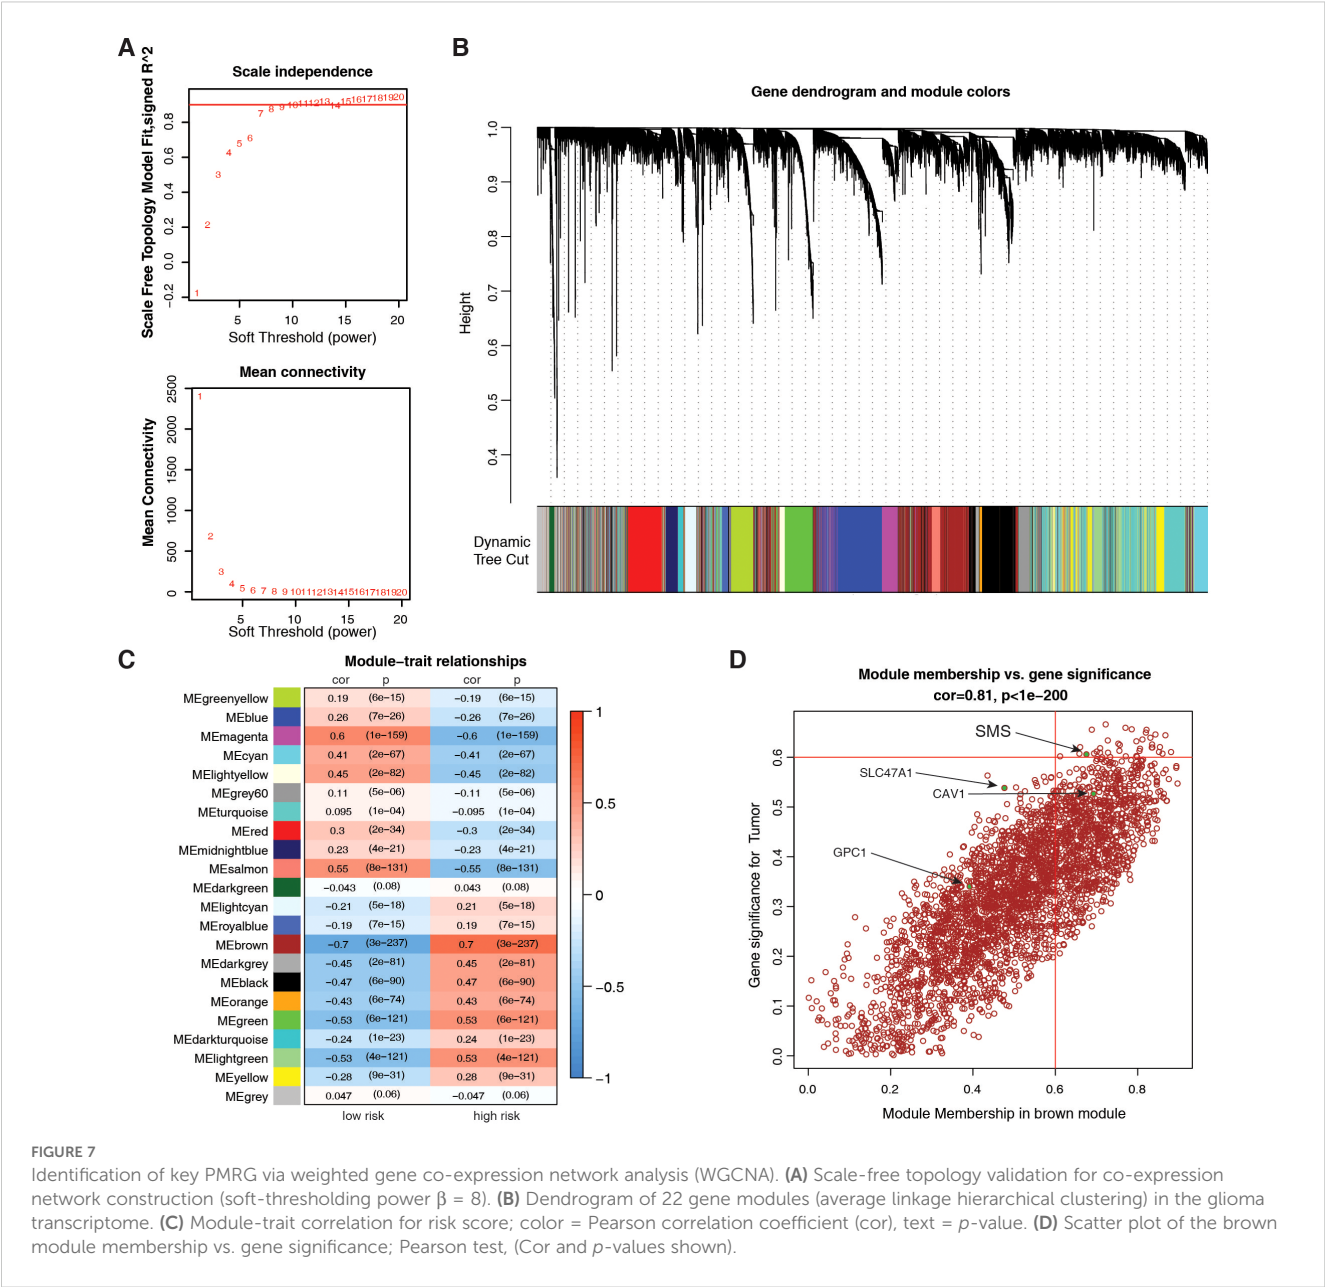 A
Scale independence
Scale Free Topology Model Fit,signed R^2
−0.2 0.0 0.2 0.4 0.6 0.8
1 2 3 4 5 6 7 8 9 10 11 12 13 14 15 16 17 18 19 20
5 10 15 20
Soft Threshold (power)
Mean connectivity
Mean Connectivity
0 500 1000 1500 2000 2500
1 2 3 4 5 6 7 8 9 10 11 12 13 14 15 16 17 18 19 20
5 10 15 20
Soft Threshold (power)
B
Gene dendrogram and module colors
Height
0.4 0.5 0.6 0.7 0.8 0.9 1.0
Dynamic
Tree Cut
C
Module−trait relationships
cor p cor p
MEgreenyellow 0.19 (6e−15) −0.19 (6e−15)
MEblue 0.26 (7e−26) −0.26 (7e−26)
MEmagenta 0.6 (1e−159) −0.6 (1e−159)
MEcyan 0.41 (2e−67) −0.41 (2e−67)
MElightyellow 0.45 (2e−82) −0.45 (2e−82)
MEgrey60 0.11 (5e−06) −0.11 (5e−06)
MEturquoise 0.095 (1e−04) −0.095 (1e−04)
MEred 0.3 (2e−34) −0.3 (2e−34)
MEmidnightblue 0.23 (4e−21) −0.23 (4e−21)
MEsalmon 0.55 (8e−131) −0.55 (8e−131)
MEdarkgreen −0.043 (0.08) 0.043 (0.08)
MElightcyan −0.21 (5e−18) 0.21 (5e−18)
MEroyalblue −0.19 (7e−15) 0.19 (7e−15)
MEbrown −0.7 (3e−237) 0.7 (3e−237)
MEdarkgrey −0.45 (2e−81) 0.45 (2e−81)
MEblack −0.47 (6e−90) 0.47 (6e−90)
MEorange −0.43 (6e−74) 0.43 (6e−74)
MEgreen −0.53 (6e−121) 0.53 (6e−121)
MEdarkturquoise −0.24 (1e−23) 0.24 (1e−23)
MElightgreen −0.53 (4e−121) 0.53 (4e−121)
MEyellow −0.28 (9e−31) 0.28 (9e−31)
MEgrey 0.047 (0.06) −0.047 (0.06)
low risk high risk
1
0.5
0
−0.5
−1
D
Module membership vs. gene significance
cor=0.81, p<1e−200
Gene significance for Tumor
0.0 0.1 0.2 0.3 0.4 0.5 0.6
SMS
SLC47A1
CAV1
GPC1
0.0 0.2 0.4 0.6 0.8
Module Membership in brown module
FIGURE 7
Identification of key PMRG via weighted gene co-expression network analysis (WGCNA). (A) Scale-free topology validation for co-expression
network construction (soft-thresholding power β = 8). (B) Dendrogram of 22 gene modules (average linkage hierarchical clustering) in the glioma
transcriptome. (C) Module-trait correlation for risk score; color = Pearson correlation coefficient (cor), text = p-value. (D) Scatter plot of the brown
module membership vs. gene significance; Pearson test, (Cor and p-values shown).